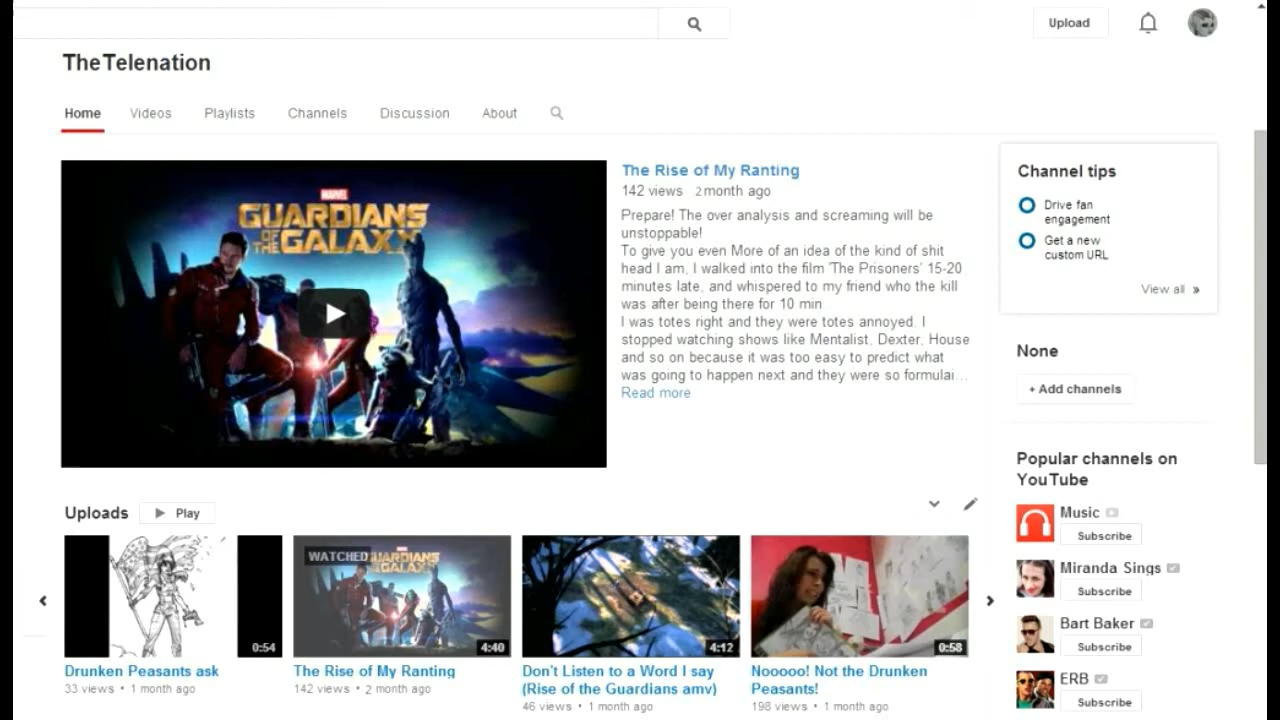 Upload
TheTelenation
Home Videos Playlists Channels Discussion About
MARVEL
GUARDIANS
OF THE GALAXY
The Rise of My Ranting
142 views 2 month ago
Prepare! The over analysis and screaming will be
unstoppable!
To give you even More of an idea of the kind of shit
head I am, I walked into the film 'The Prisoners' 15-20
minutes late, and whispered to my friend who the kill
was after being there for 10 min
I was totes right and they were totes annoyed. I
stopped watching shows like Mentalist, Dexter, House
and so on because it was too easy to predict what
was going to happen next and they were so formulai...
Read more
Channel tips
Drive fan
engagement
Get a new
custom URL
View all »
None
+ Add channels
Popular channels on
YouTube
Music
Subscribe
Miranda Sings
Subscribe
Bart Baker
Subscribe
ERB
Subscribe
Uploads Play
0:54
Drunken Peasants ask
33 views • 1 month ago
WATCHED
GUARDIANS
GALAXY
4:40
The Rise of My Ranting
142 views • 2 month ago
4:12
Don't Listen to a Word I say
(Rise of the Guardians amv)
46 views • 1 month ago
0:58
Nooooo! Not the Drunken
Peasants!
198 views • 1 month ago